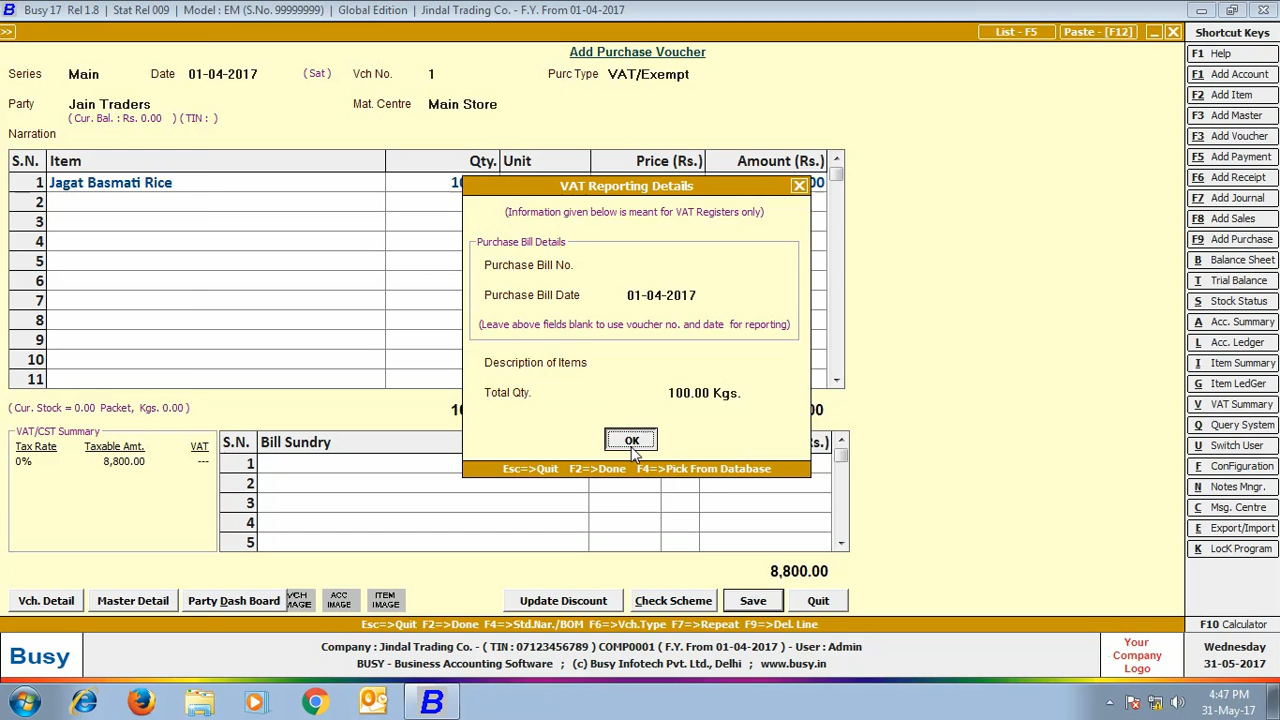 Busy 17 Rel 1.8 | Stat Rel 009 | Model : EM (S.No. 99999999) | Global Edition | Jindal Trading Co. - F.Y. From 01-04-2017
>> List - F5 Paste - [F12] Shortcut Keys
Add Purchase Voucher
Series Main Date 01-04-2017 (Sat) Vch No. 1 Purc Type VAT/Exempt
Party Jain Traders Mat. Centre Main Store
(Cur. Bal. : Rs. 0.00 ) (TIN : )
Narration
S.N. Item Qty. Unit Price (Rs.) Amount (Rs.)
1 Jagat Basmati Rice
2
3
4
5
6
7
8
9
10
11
(Cur. Stock = 0.00 Packet, Kgs. 0.00 )
VAT/CST Summary
Tax Rate Taxable Amt. VAT
0% 8,800.00 ---
S.N. Bill Sundry
1
2
3
4
5
8,800.00
VAT Reporting Details
(Information given below is meant for VAT Registers only)
Purchase Bill Details
Purchase Bill No.
Purchase Bill Date 01-04-2017
(Leave above fields blank to use voucher no. and date for reporting)
Description of Items
Total Qty. 100.00 Kgs.
OK
Esc=>Quit F2=>Done F4=>Pick From Database
Vch. Detail Master Detail Party Dash Board ACC IMAGE ITEM IMAGE Update Discount Check Scheme Save Quit
Esc=>Quit F2=>Done F4=>Std.Nar./BOM F6=>Vch.Type F7=>Repeat F9=>Del. Line
F1 Help
F1 Add Account
F2 Add Item
F3 Add Master
F3 Add Voucher
F5 Add Payment
F6 Add Receipt
F7 Add Journal
F8 Add Sales
F9 Add Purchase
B Balance Sheet
T Trial Balance
S Stock Status
A Acc. Summary
L Acc. Ledger
I Item Summary
G Item LedGer
V VAT Summary
Q Query System
U Switch User
F ConFiguration
N Notes Mngr.
C Msg. Centre
E Export/Import
K LocK Program
F10 Calculator
Busy
Company : Jindal Trading Co. - ( TIN : 07123456789 ) COMP0001 ( F.Y. From 01-04-2017 ) - User : Admin
BUSY - Business Accounting Software ; (c) Busy Infotech Pvt. Ltd., Delhi ; www.busy.in
Your
Company
Logo
Wednesday
31-05-2017
4:47 PM
31-May-17